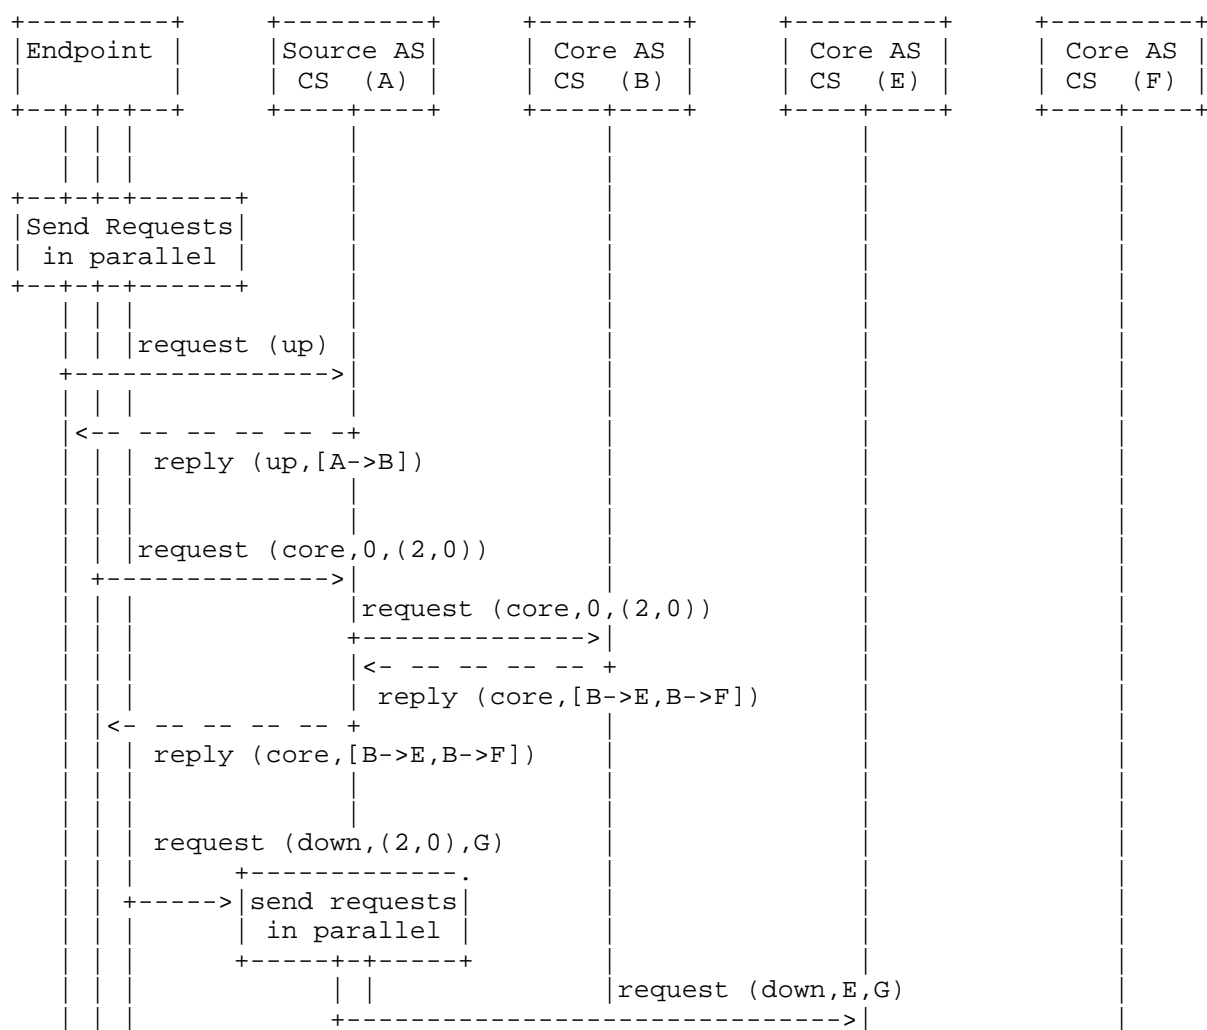 Endpoint Source AS Core AS Core AS Core AS
CS (A) CS (B) CS (E) CS (F)
Send Requests
in parallel
request (up)
reply (up,[A->B])
request (core,0,(2,0))
request (core,0,(2,0))
reply (core,[B->E,B->F])
reply (core,[B->E,B->F])
request (down,(2,0),G)
send requests
in parallel
request (down,E,G)